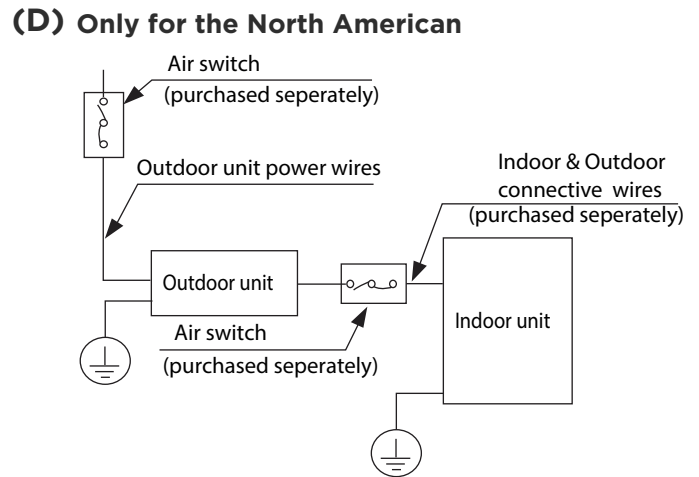 (D) Only for the North American
Air switch
(purchased seperately)
Outdoor unit power wires
Indoor & Outdoor
connective wires
(purchased seperately)
Outdoor unit
Indoor unit
Air switch
(purchased seperately)